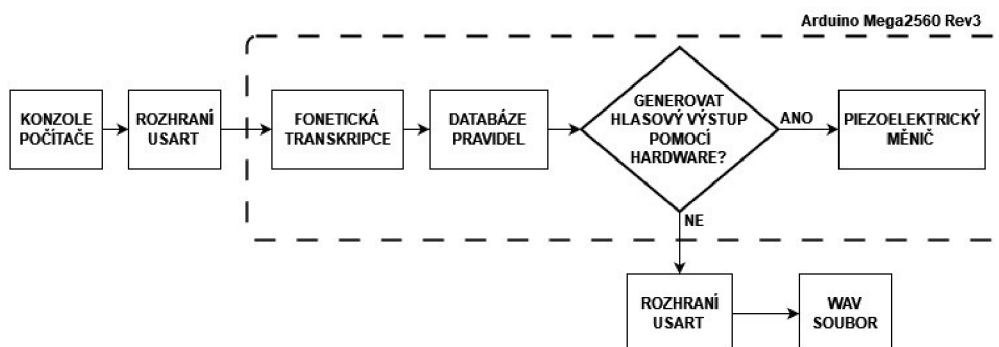 Arduino Mega2560 Rev3
KONZOLE
POČÍTAČE
ROZHRANÍ
USART
FONETICKÁ
TRANSKRIPCE
DATABÁZE
PRAVIDEL
GENEROVAT
HLASOVÝ VÝSTUP
POMOCÍ
HARDWARE?
ANO
PIEZOELEKTRICKÝ
MĚNIČ
NE
ROZHRANÍ
USART
WAV
SOUBOR